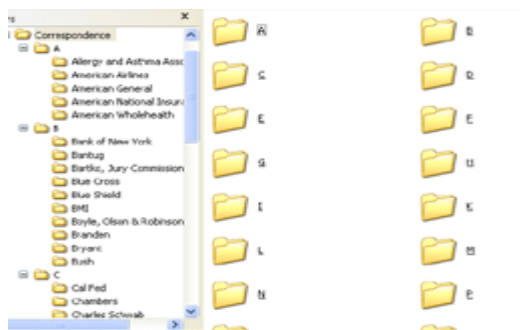 Correspondence
A
Allergy and Asthma Assc
American Airlines
American General
American National Insura
American Wholehealth
B
Bank of New York
Bantug
Bartko, Jury Commission
Blue Cross
Blue Shield
BMI
Boyle, Olsen & Robinson
Branden
Bryant
Bush
C
Cal Fed
Chambers
Charles Schwab
A
B
C
D
E
F
G
I
K
L
M
N
P